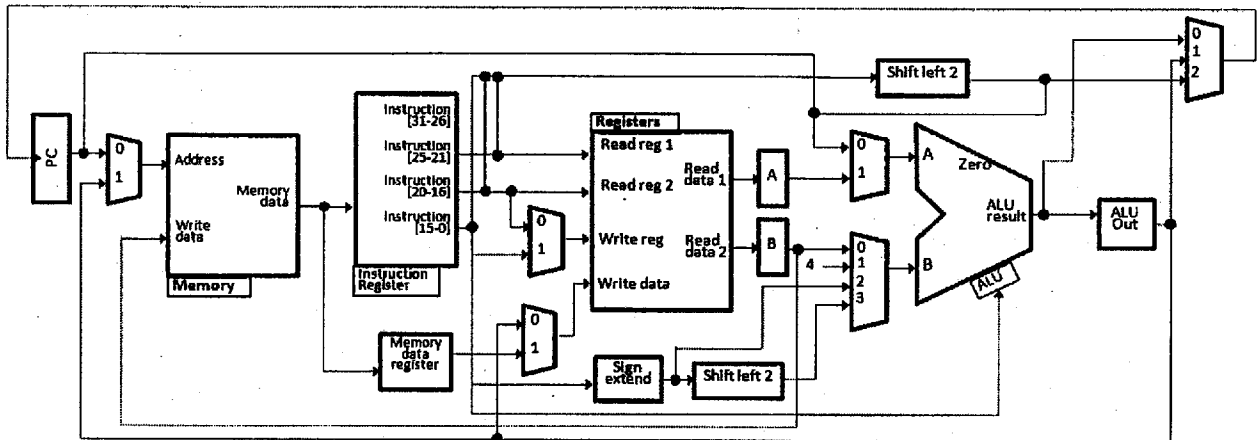 0
1
2
Shift left 2
PC
0
1
Address
Memory
data
Write
data
Memory
Instruction
[31-26]
Instruction
[25-21]
Instruction
[20-16]
Instruction
[15-0]
Instruction
Register
0
1
Memory
data
register
0
1
Registers
Read reg 1
Read reg 2
Write reg
Write data
Read
data 1
Read
data 2
A
B
4
0
1
0
1
2
3
A
B
Zero
ALU
result
ALU
ALU
Out
Sign
extend
Shift left 2